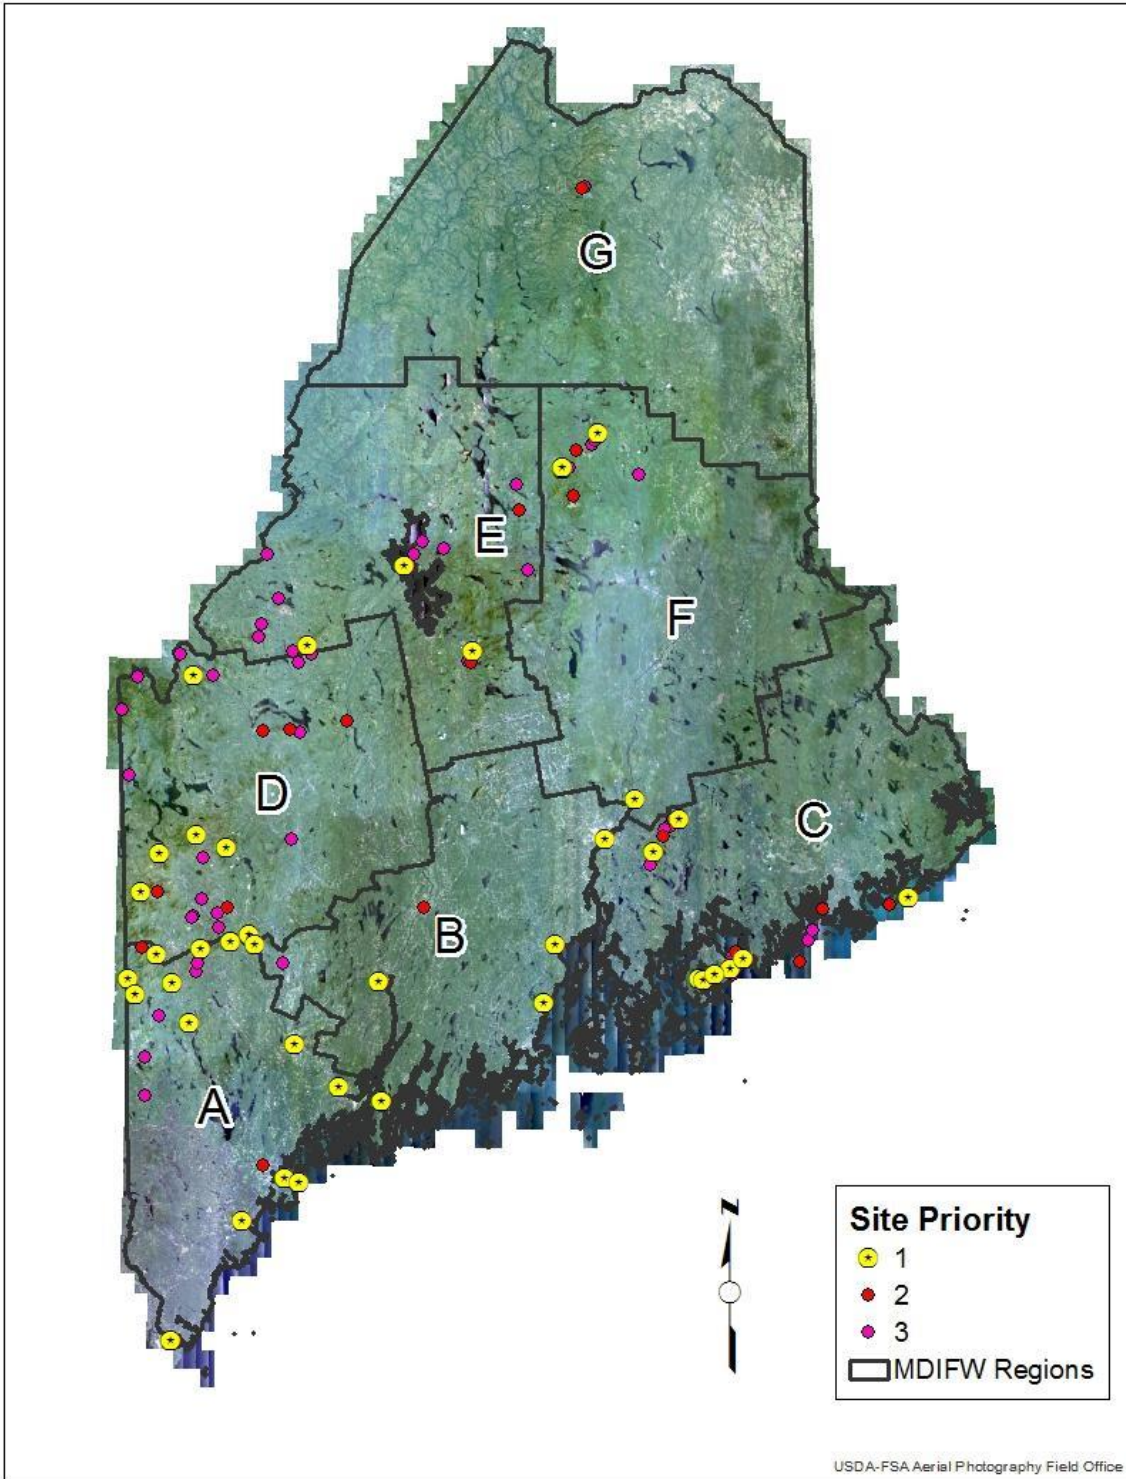 G
E
F
D
C
B
A
N
Site Priority
1
2
3
MDIFW Regions
USDA-FSA Aerial Photography Field Office